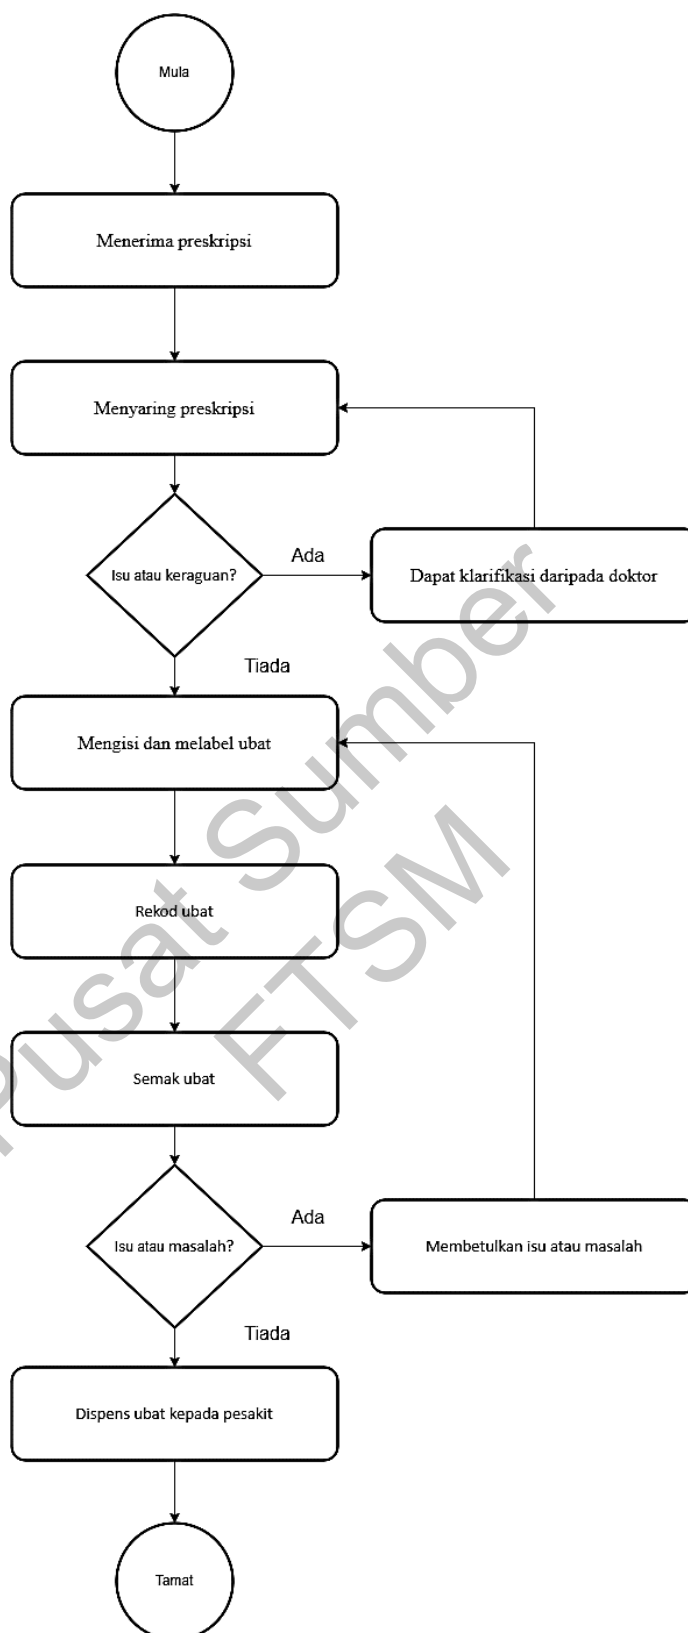 Mula
Menerima preskripsi
Menyaring preskripsi
Isu atau keraguan?
Ada
Dapat klarifikasi daripada doktor
Tiada
Mengisi dan melabel ubat
Rekod ubat
Semak ubat
Isu atau masalah?
Ada
Membetulkan isu atau masalah
Tiada
Dispens ubat kepada pesakit
Tamat
Pusat Sumber
FTSM